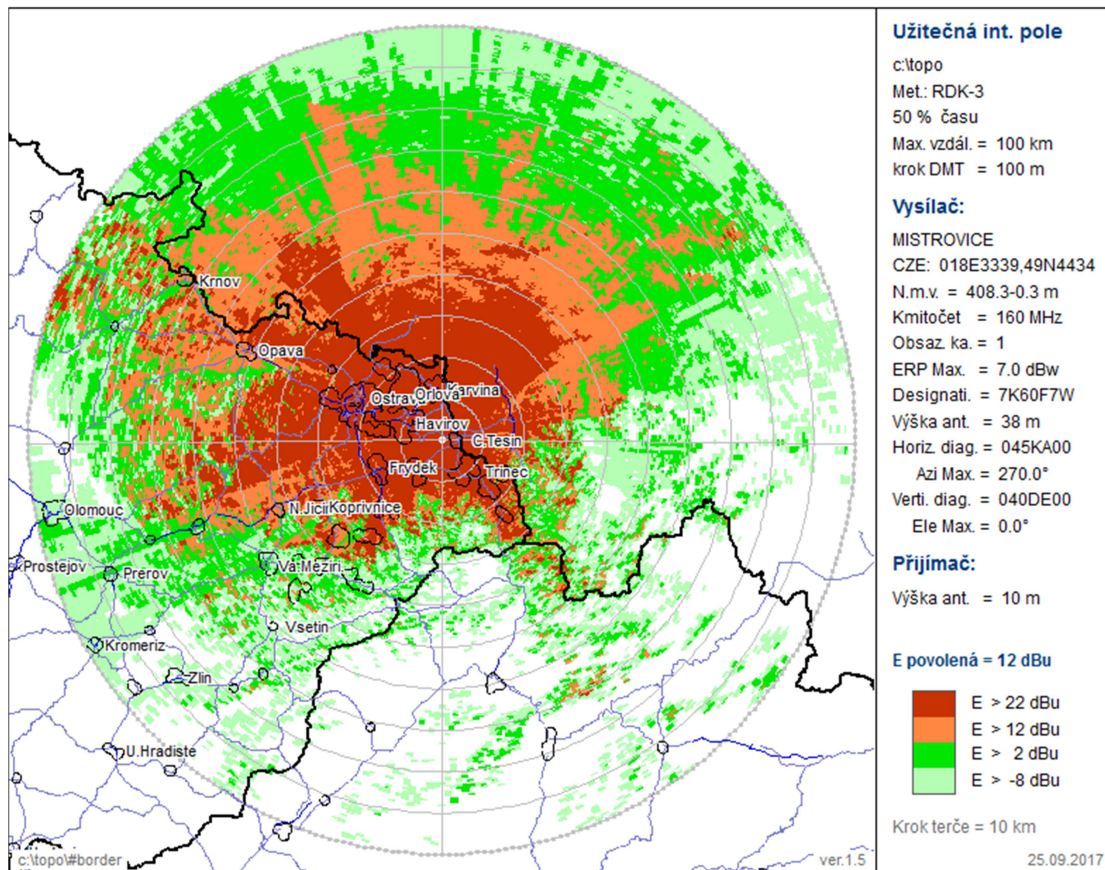 Užitečná int. pole
c:\topo
Met.: RDK-3
50 % času
Max. vzdál. = 100 km
krok DMT = 100 m
Vysílač:
MISTROVICE
CZE: 018E3339,49N4434
N.m.v. = 408.3-0.3 m
Kmitočet = 160 MHz
Obsaz. ka. = 1
ERP Max. = 7.0 dBw
Designati. = 7K60F7W
Výška ant. = 38 m
Horiz. diag. = 045KA00
Azi Max. = 270.0°
Verti. diag. = 040DE00
Ele Max. = 0.0°
Přijímač:
Výška ant. = 10 m
E povolená = 12 dBu
E > 22 dBu
E > 12 dBu
E > 2 dBu
E > -8 dBu
Krok terče = 10 km
25.09.2017
Krnov
Opava
Karvina
Orlova
Ostrav
Havirov
C.Tesin
Frydek
Trinec
N.Jicin
Koprivnice
Olomouc
Prostejov
Prerov
Va.Meziri.
Vsetin
Kromeriz
Zlin
U.Hradiste
c:\topo\#border
ver.1.5